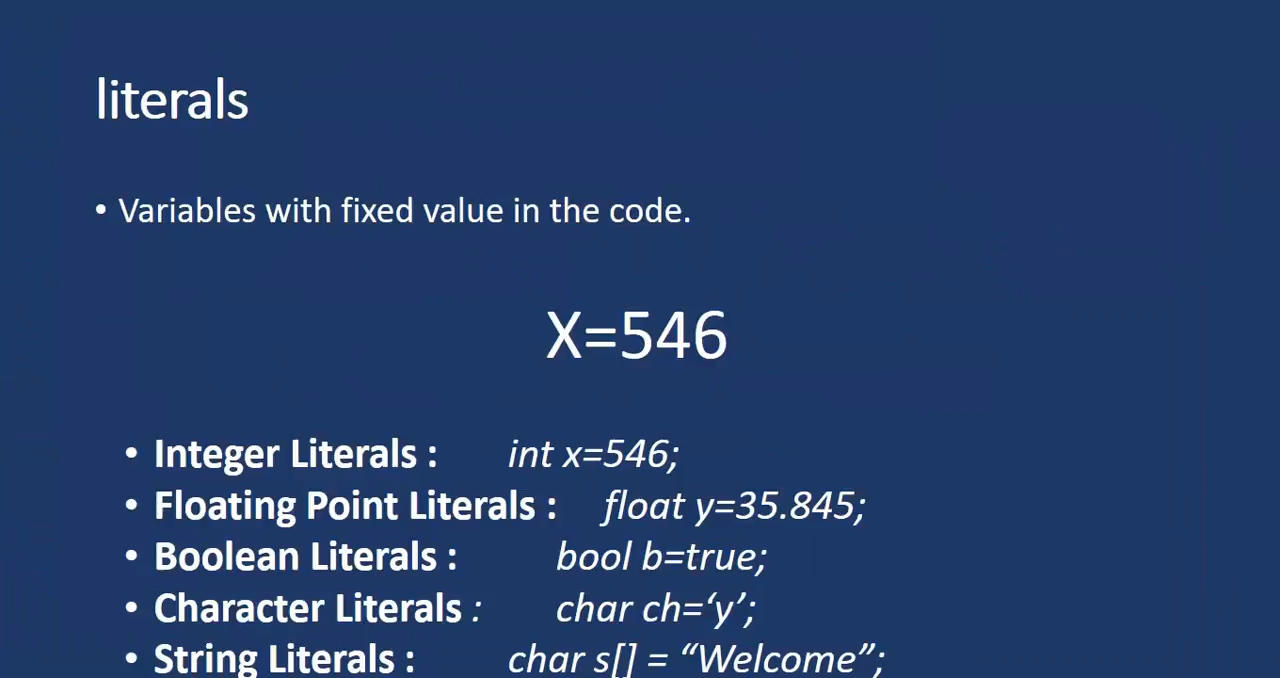 literals
• Variables with fixed value in the code.
X=546
• Integer Literals : int x=546;
• Floating Point Literals : float y=35.845;
• Boolean Literals : bool b=true;
• Character Literals : char ch=‘y’;
• String Literals : char s[] = “Welcome”;